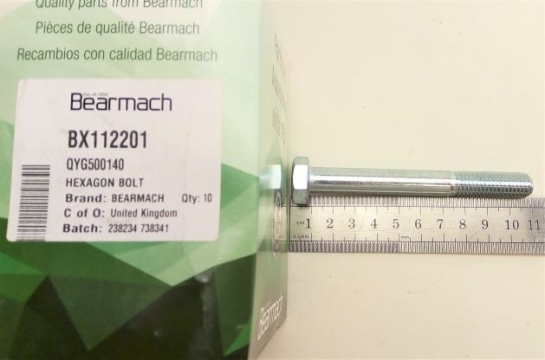 Quality parts from Bearmach
Pièces de qualité Bearmach
Recambios con calidad Bearmach
Bearmach
BX112201
QYG500140
HEXAGON BOLT
Brand: BEARMACH Qty: 10
C of O: United Kingdom
Batch: 238234 738341
1 2 3 4 5 6 7 8 9 10 11
Bearmach